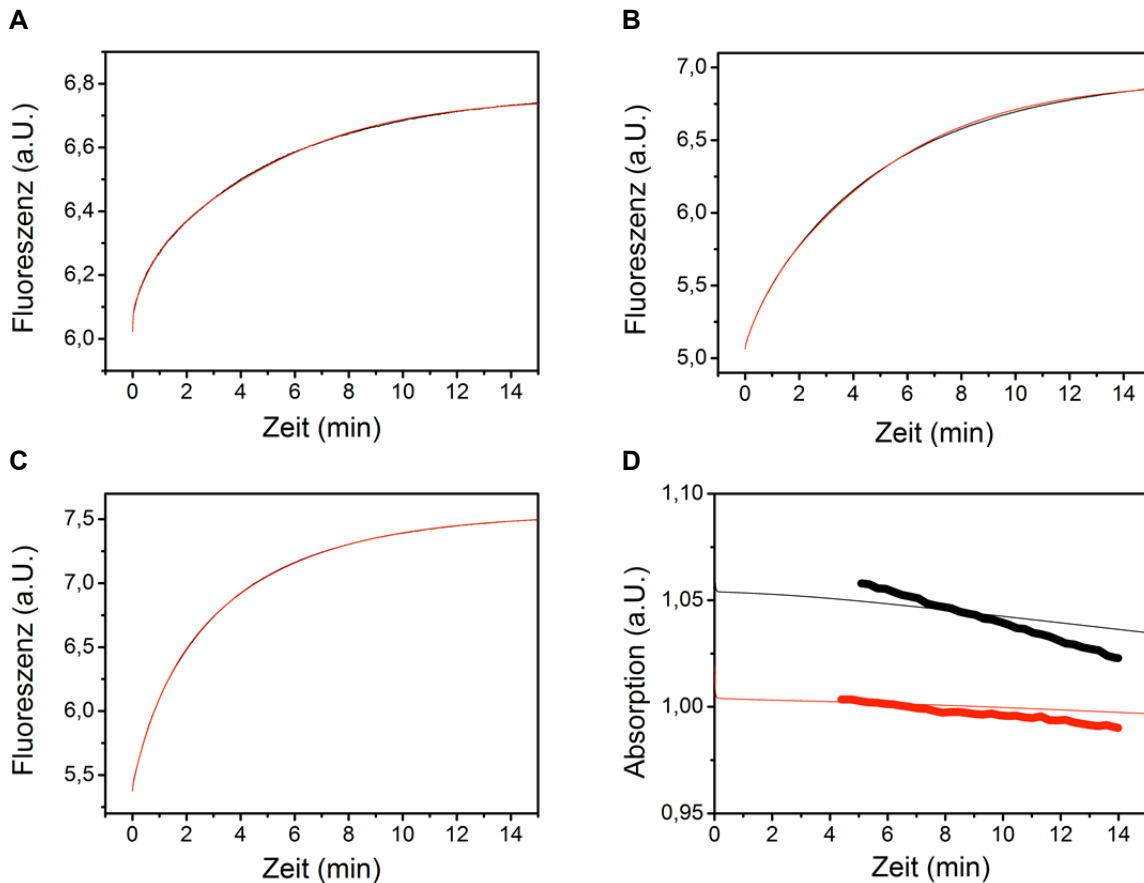 A
Fluoreszenz (a.U.)
6,8
6,6
6,4
6,2
6,0
0 2 4 6 8 10 12 14
Zeit (min)
B
Fluoreszenz (a.U.)
7,0
6,5
6,0
5,5
5,0
0 2 4 6 8 10 12 14
Zeit (min)
C
Fluoreszenz (a.U.)
7,5
7,0
6,5
6,0
5,5
0 2 4 6 8 10 12 14
Zeit (min)
D
Absorption (a.U.)
1,10
1,05
1,00
0,95
0 2 4 6 8 10 12 14
Zeit (min)